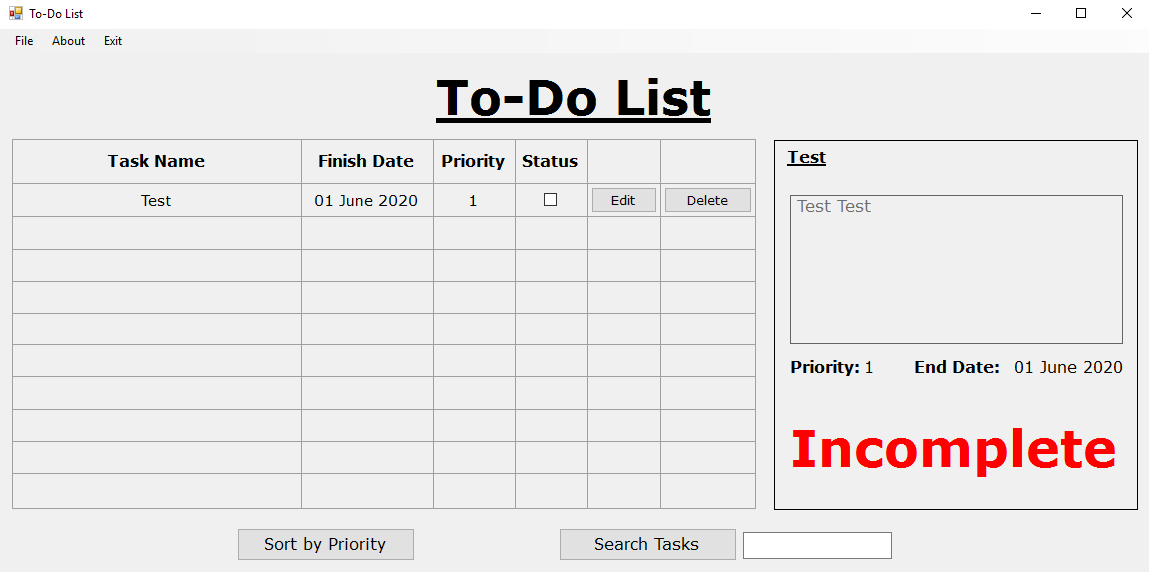 To-Do List
File About Exit
To-Do List
Task Name Finish Date Priority Status
Test 01 June 2020 1 Edit Delete
Test
Test Test
Priority: 1 End Date: 01 June 2020
Incomplete
Sort by Priority Search Tasks